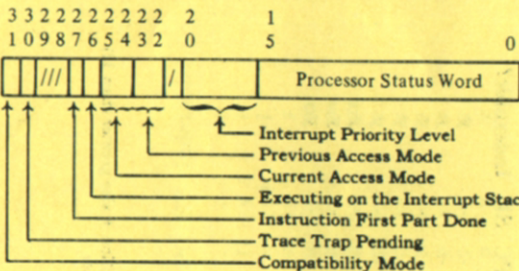 3 3 2 2 2 2 2 2 2 2 2 1
1 0 9 8 7 6 5 4 3 2 0 5 0
/// / Processor Status Word
Interrupt Priority Level
Previous Access Mode
Current Access Mode
Executing on the Interrupt Stac
Instruction First Part Done
Trace Trap Pending
Compatibility Mode